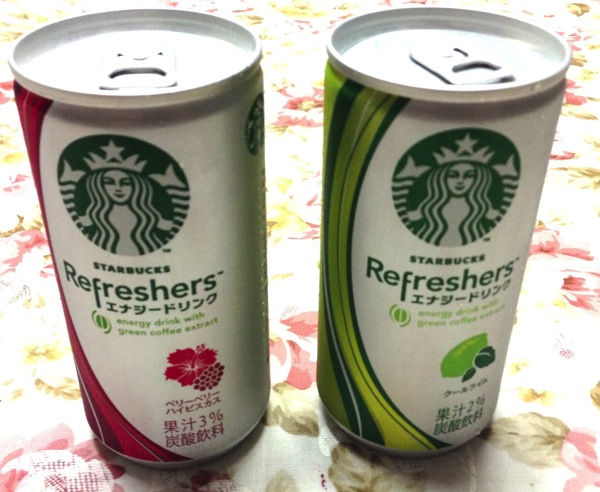 STARBUCKS
Refreshers™
エナジードリンク
energy drink with
green coffee extract
ベリーベリー
ハイビスカス
果汁3%
炭酸飲料
STARBUCKS
Refreshers™
エナジードリンク
energy drink with
green coffee extract
クールライム
果汁2%
炭酸飲料